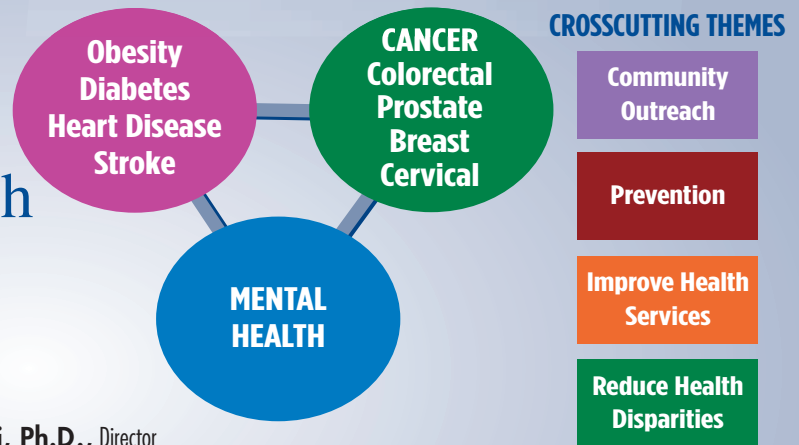 Obesity
Diabetes
Heart Disease
Stroke
CANCER
Colorectal
Prostate
Breast
Cervical
MENTAL
HEALTH
CROSSCUTTING THEMES
Community
Outreach
Prevention
Improve Health
Services
Reduce Health
Disparities
Ph.D., Director